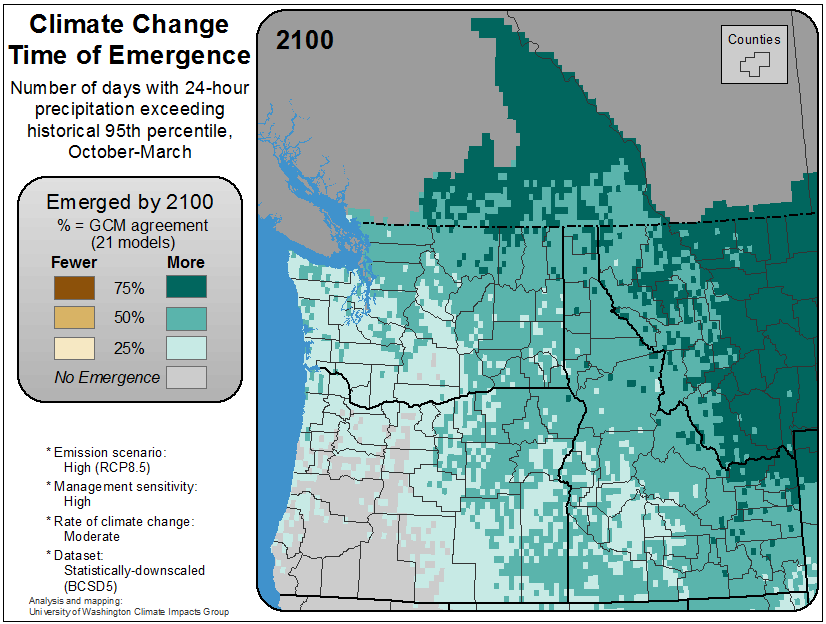 Climate Change
Time of Emergence
Number of days with 24-hour
precipitation exceeding
historical 95th percentile,
October-March
Emerged by 2100
% = GCM agreement
(21 models)
Fewer More
75%
50%
25%
No Emergence
* Emission scenario:
High (RCP8.5)
* Management sensitivity:
High
* Rate of climate change:
Moderate
* Dataset:
Statistically-downscaled
(BCSD5)
Analysis and mapping:
University of Washington Climate Impacts Group
2100
Counties